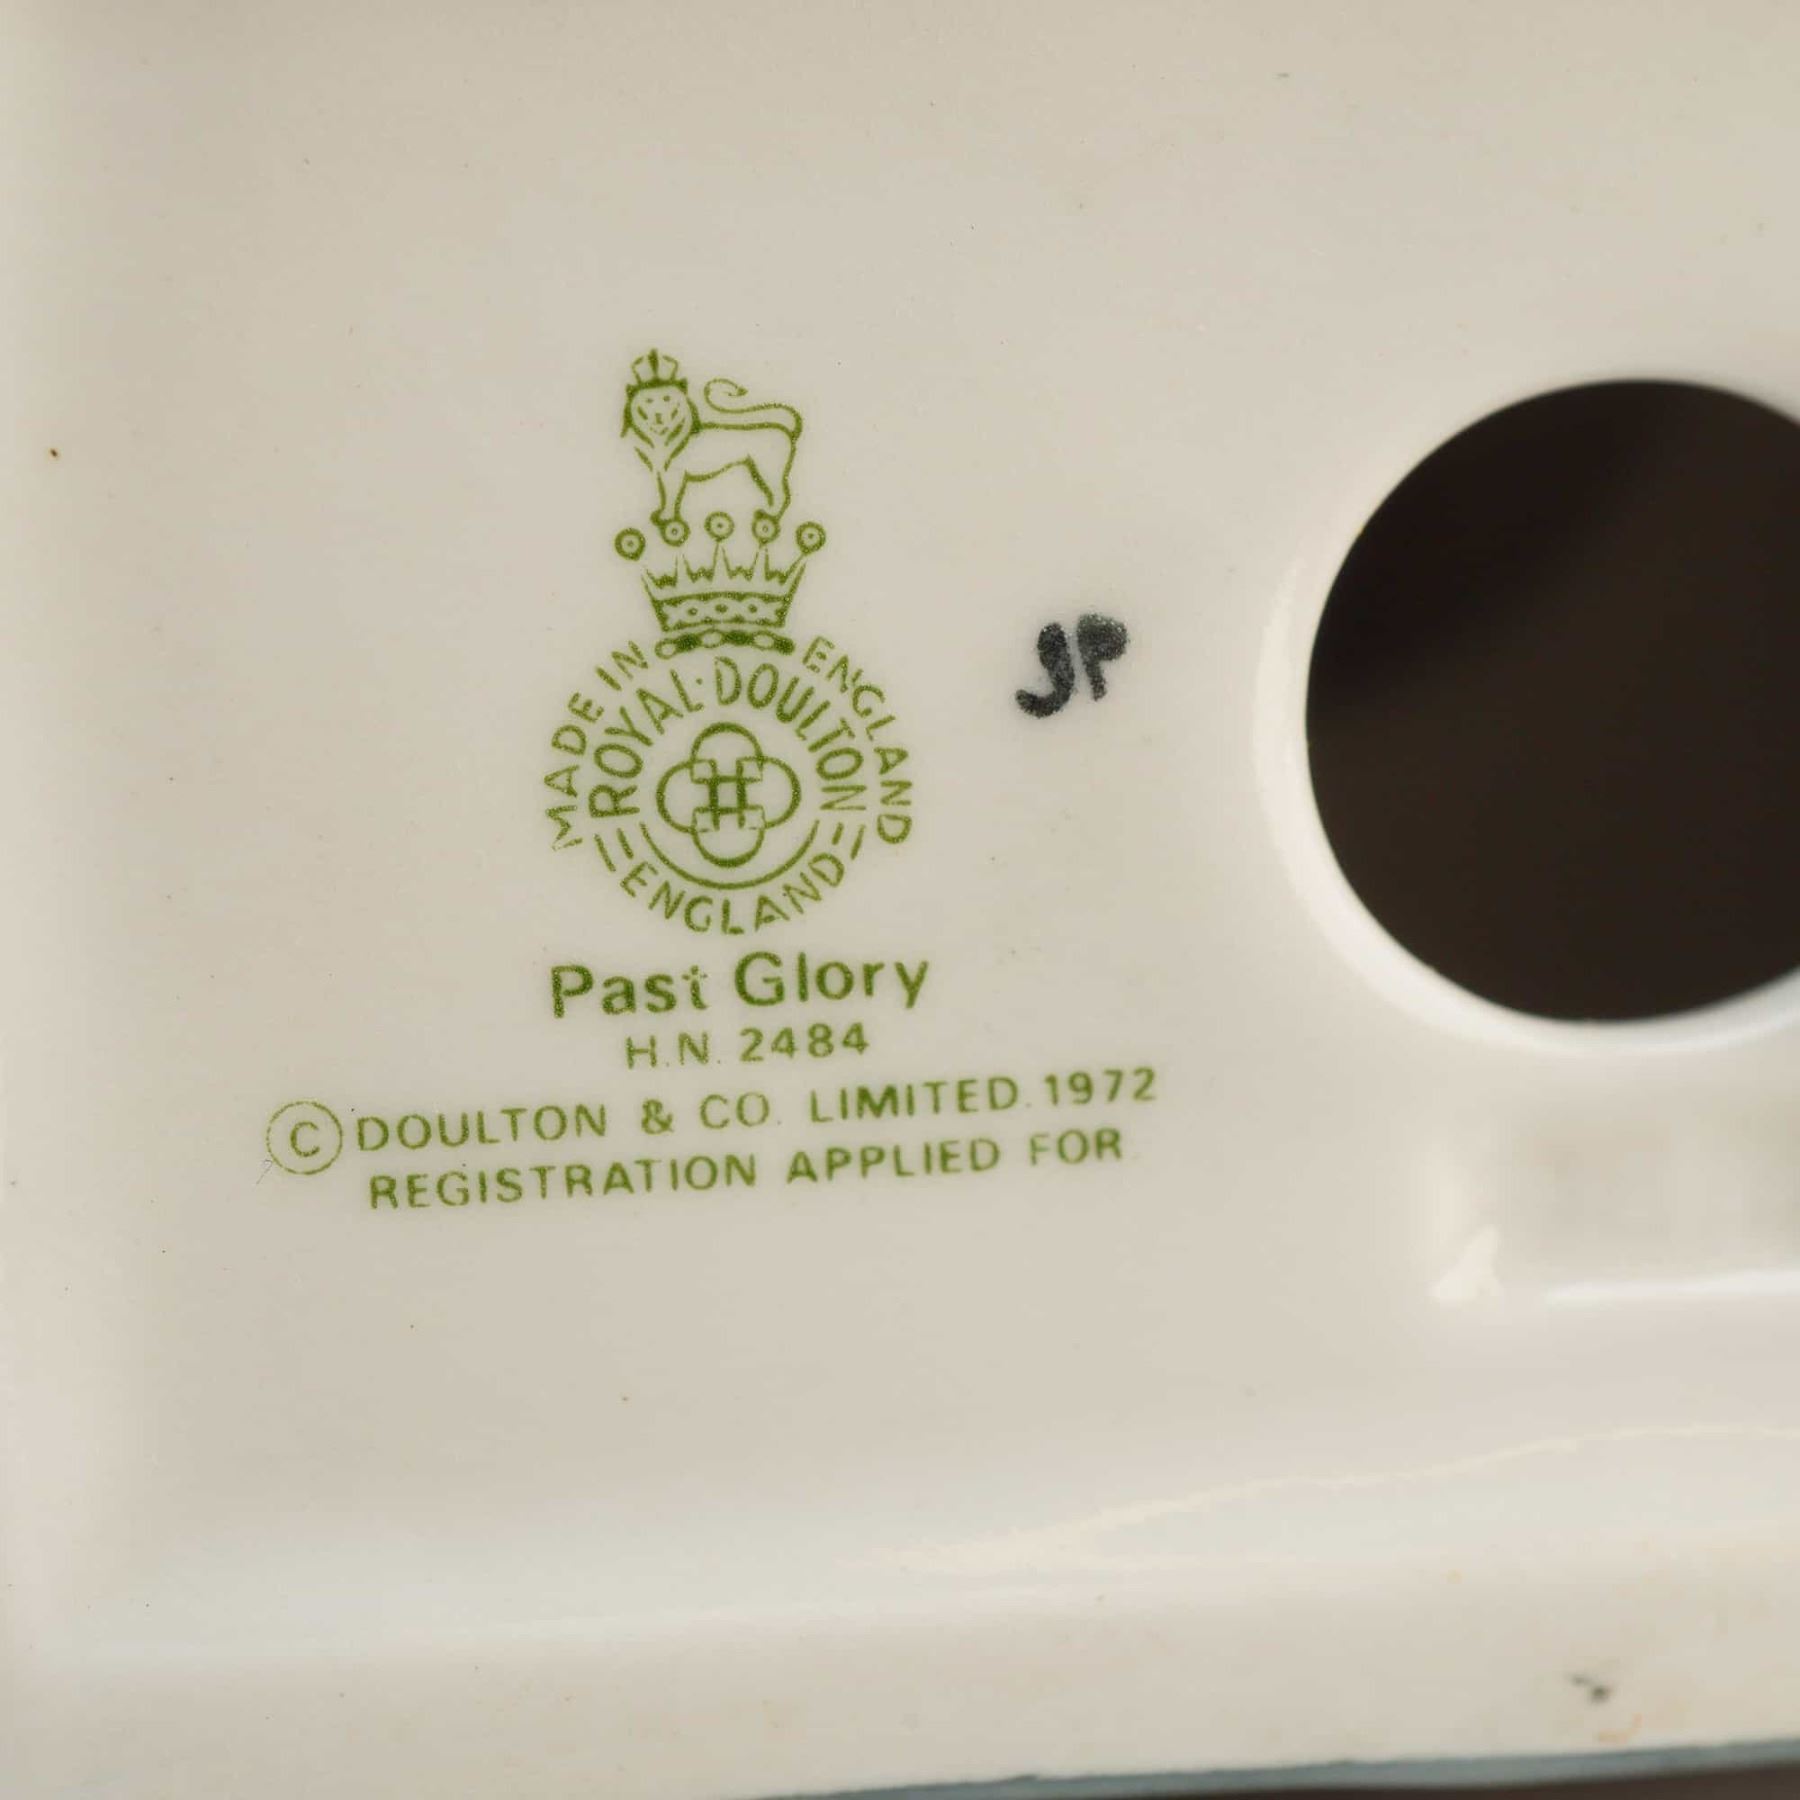 MADE IN ENGLAND
ROYAL·DOULTON
ENGLAND
JP
Past Glory
H.N. 2484
© DOULTON & CO. LIMITED. 1972
REGISTRATION APPLIED FOR.